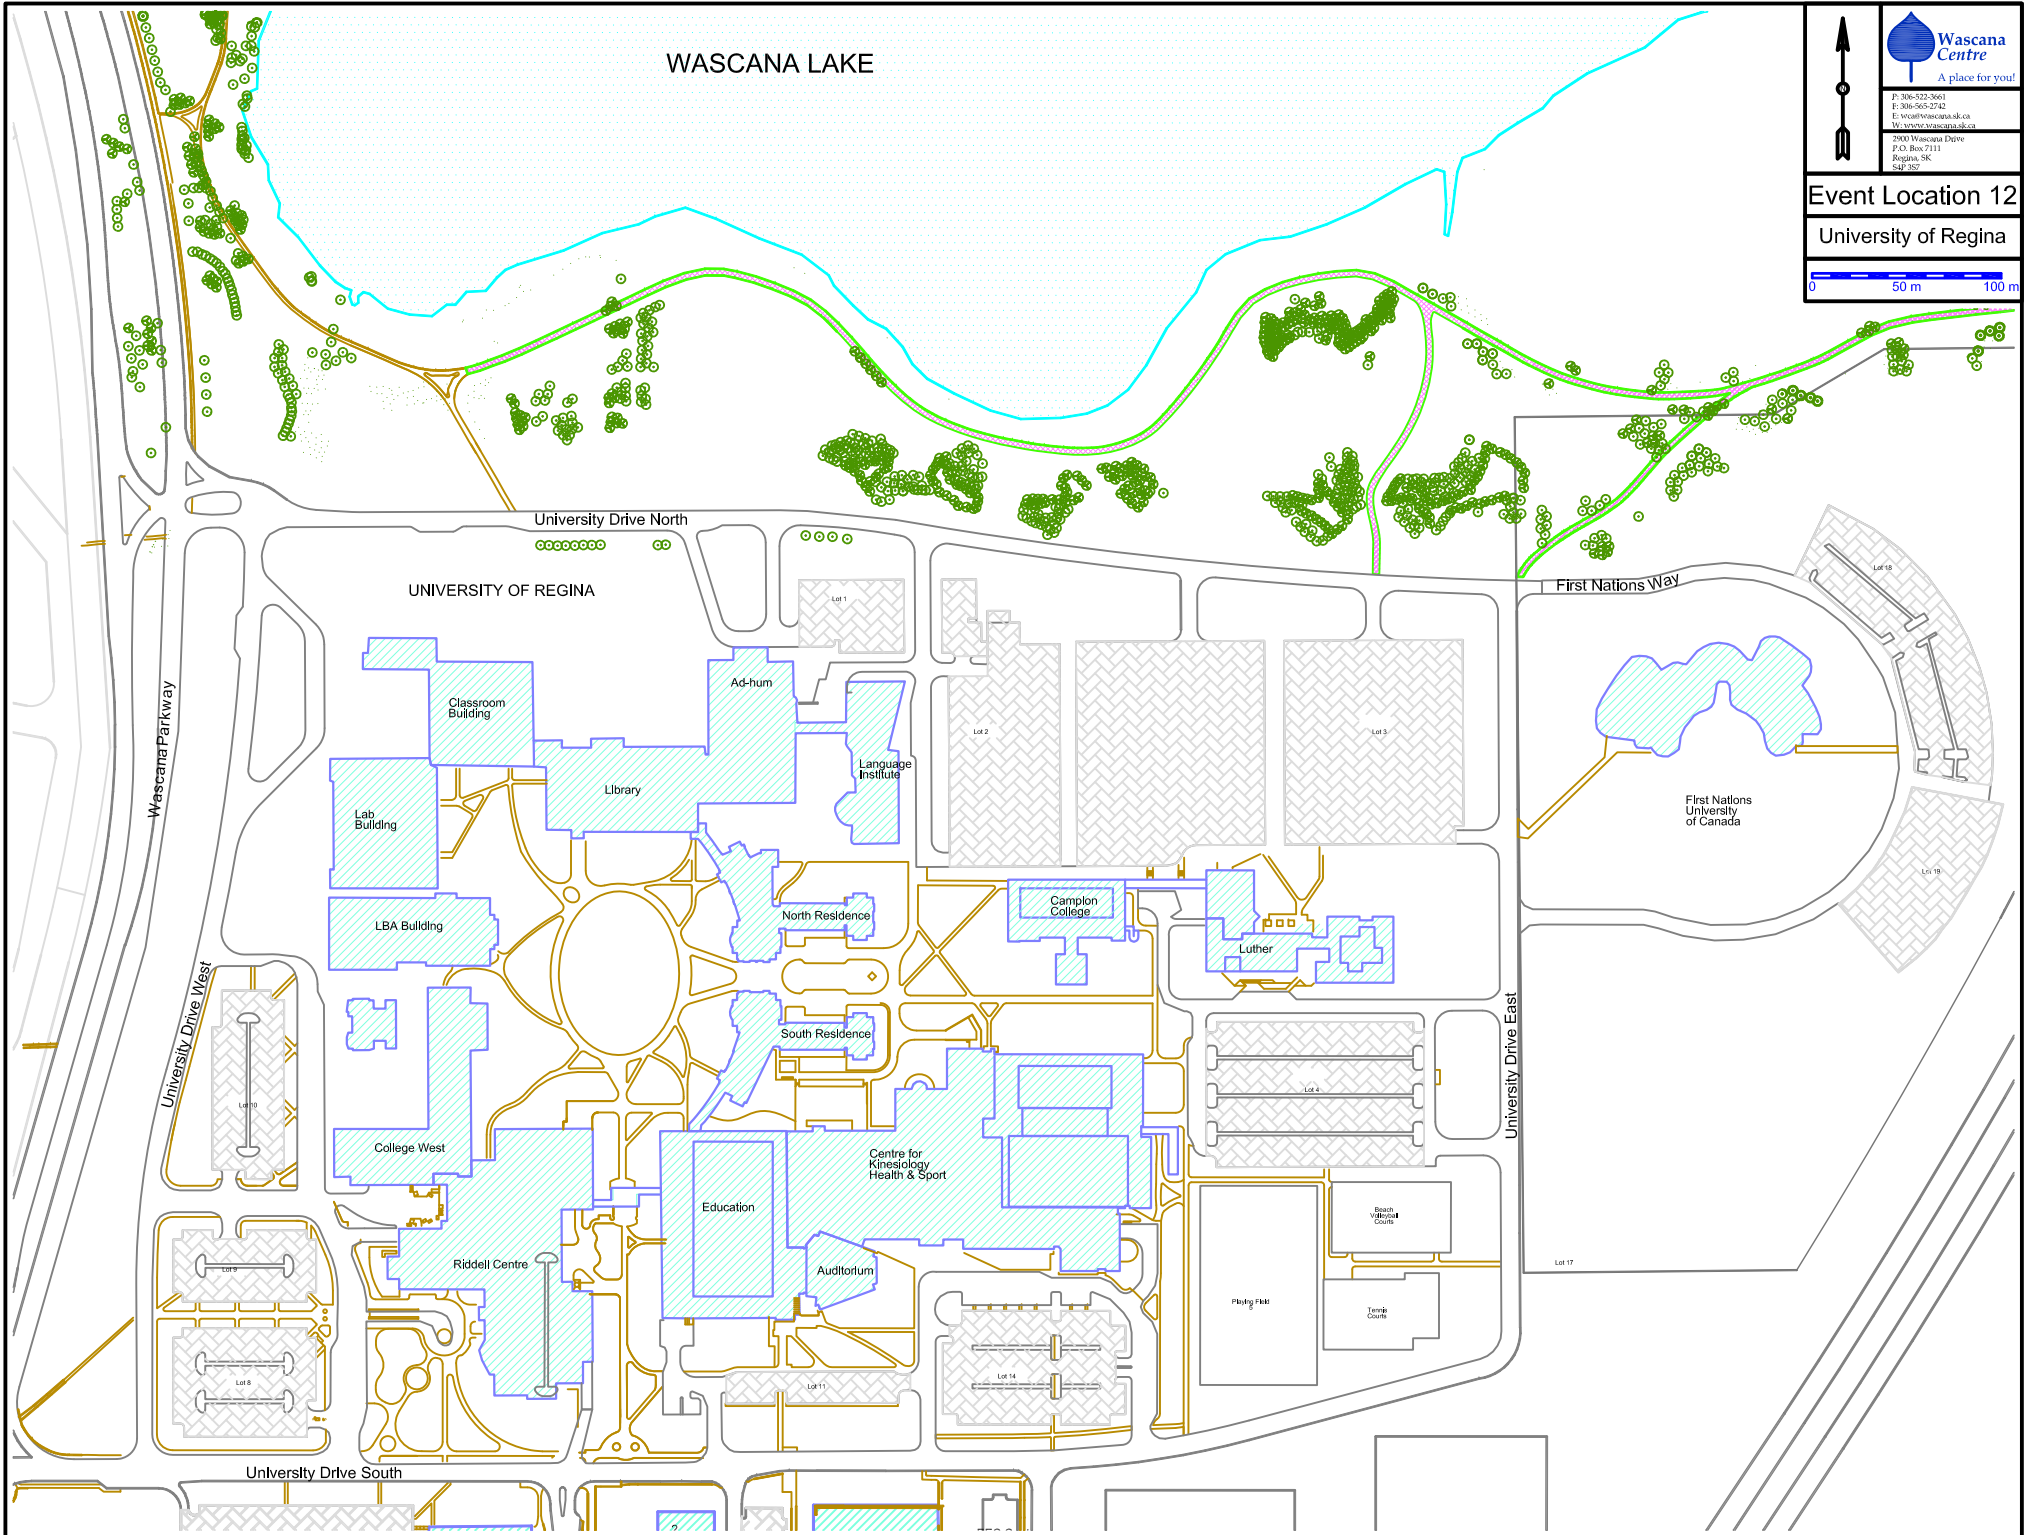 WASCANA LAKE
Wascana
Centre
A place for you!
P: 306-522-3661
F: 306-565-2742
E: wca@wascana.sk.ca
W: www.wascana.sk.ca
2900 Wascana Drive
P.O. Box 7111
Regina, SK
S4P 3S7
Event Location 12
University of Regina
0 50 m 100 m
University Drive North
UNIVERSITY OF REGINA
First Nations Way
Lot 18
Lot 1
Ad-hum
Classroom
Building
Wascana Parkway
Lot 2
Lot 3
Language
Institute
Library
Lab
Building
First Nations
University
of Canada
Lot 19
North Residence
Campion
College
LBA Building
Luther
University Drive West
South Residence
University Drive East
Lot 10
Lot 4
College West
Centre for
Kinesiology
Health & Sport
Education
Beach
Volleyball
Courts
Riddell Centre
Auditorium
Lot 9
Lot 17
Playing Field
5
Tennis
Courts
Lot 8
Lot 11
Lot 14
University Drive South
?